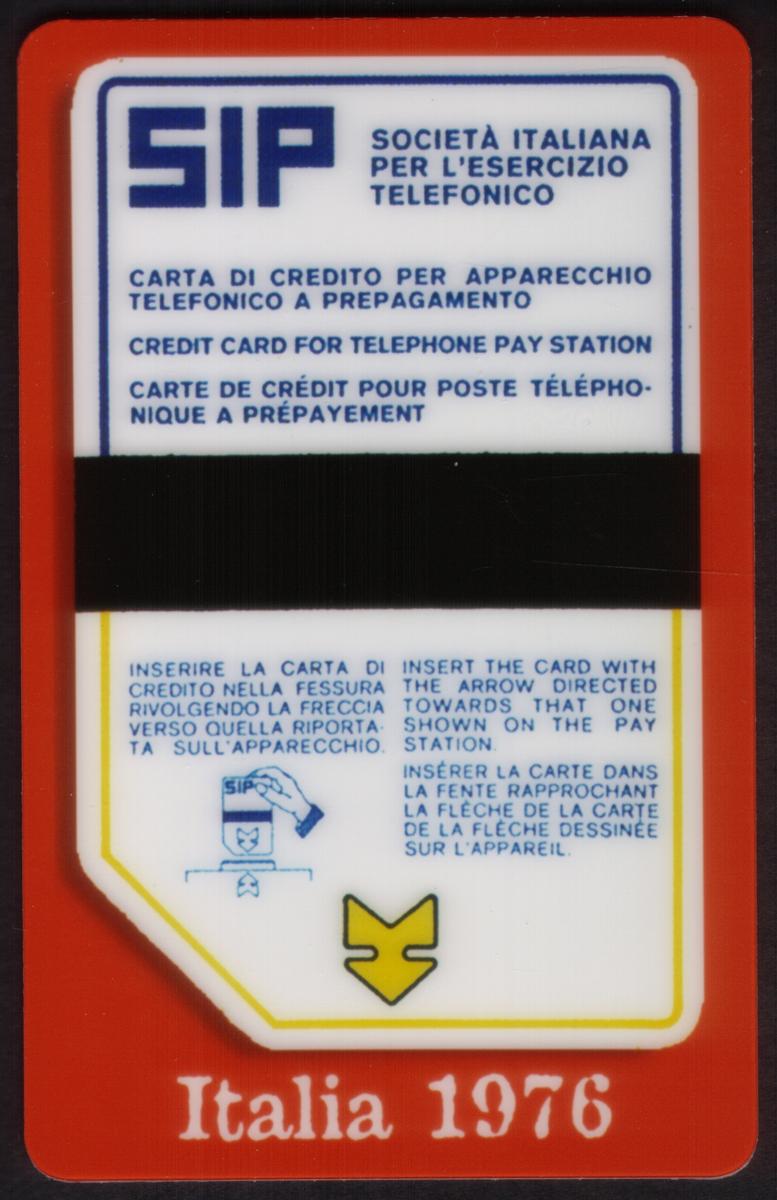 SIP
SOCIETÀ ITALIANA
PER L'ESERCIZIO
TELEFONICO
CARTA DI CREDITO PER APPARECCHIO
TELEFONICO A PREPAGAMENTO
CREDIT CARD FOR TELEPHONE PAY STATION
CARTE DE CRÉDIT POUR POSTE TÉLÉPHO-
NIQUE A PRÉPAYEMENT
INSERIRE LA CARTA DI
CREDITO NELLA FESSURA
RIVOLGENDO LA FRECCIA
VERSO QUELLA RIPORTA-
TA SULL'APPARECCHIO.
SIP
INSERT THE CARD WITH
THE ARROW DIRECTED
TOWARDS THAT ONE
SHOWN ON THE PAY
STATION.
INSÉRER LA CARTE DANS
LA FENTE RAPPROCHANT
LA FLÈCHE DE LA CARTE
DE LA FLÈCHE DESSINÉE
SUR L'APPAREIL.
Italia 1976